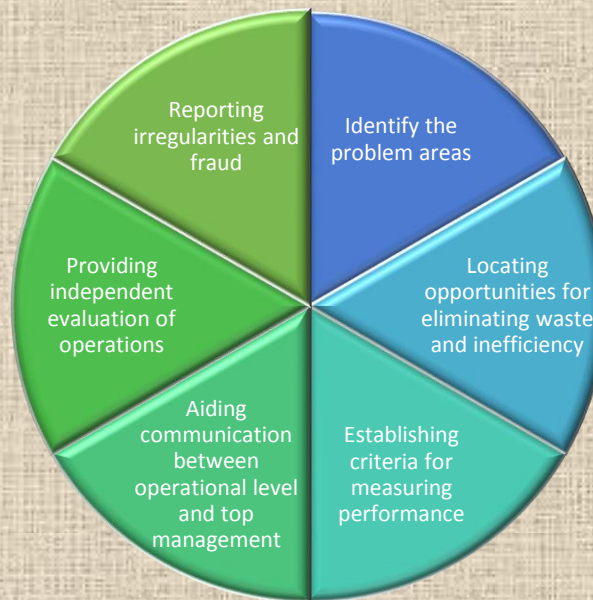 Identify the
problem areas
Locating
opportunities for
eliminating waste
and inefficiency
Establishing
criteria for
measuring
performance
Aiding
communication
between
operational level
and top
management
Providing
independent
evaluation of
operations
Reporting
irregularities and
fraud